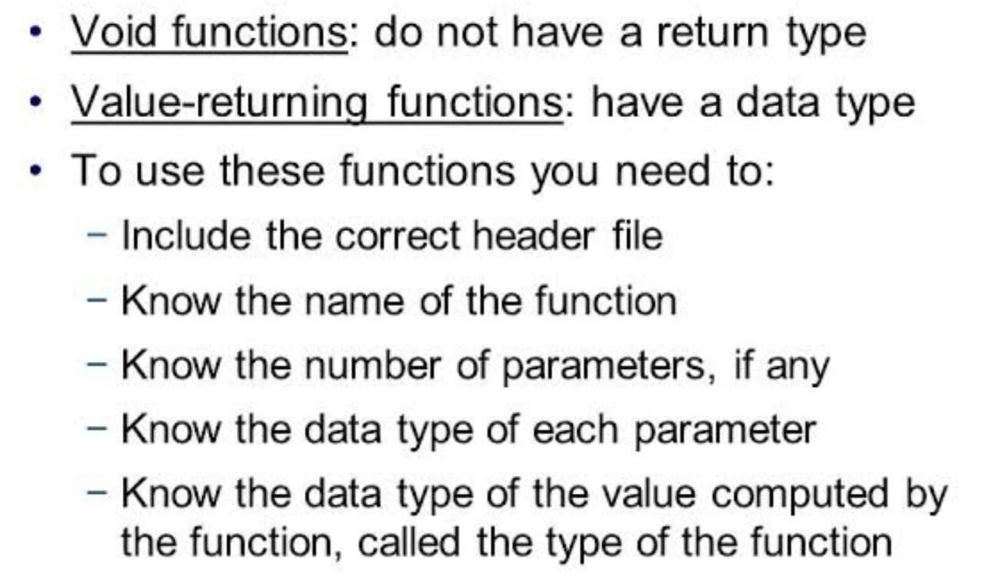 • Void functions: do not have a return type
• Value-returning functions: have a data type
• To use these functions you need to:
– Include the correct header file
– Know the name of the function
– Know the number of parameters, if any
– Know the data type of each parameter
– Know the data type of the value computed by
the function, called the type of the function